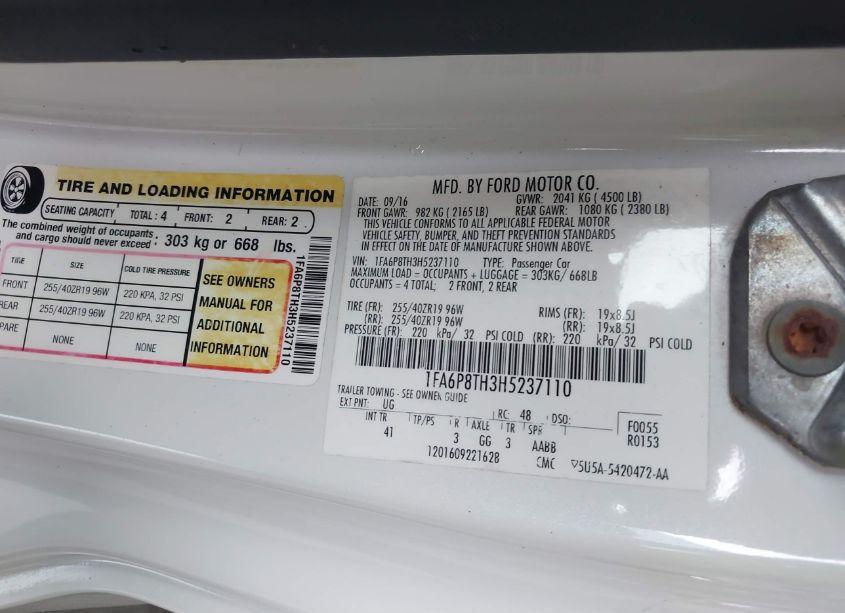 TIRE AND LOADING INFORMATION
SEATING CAPACITY TOTAL : 4 FRONT: 2 REAR: 2
The combined weight of occupants and cargo should never exceed : 303 kg or 668 lbs.
TIRE SIZE COLD TIRE PRESSURE
FRONT 255/40ZR19 96W 220 KPA, 32 PSI
REAR 255/40ZR19 96W 220 KPA, 32 PSI
PARE NONE NONE
SEE OWNERS
MANUAL FOR
ADDITIONAL
INFORMATION
1FA6P8TH3H5237110
MFD. BY FORD MOTOR CO.
DATE: 09/16 GVWR: 2041 KG ( 4500 LB)
FRONT GAWR: 982 KG ( 2165 LB) REAR GAWR: 1080 KG ( 2380 LB)
THIS VEHICLE CONFORMS TO ALL APPLICABLE FEDERAL MOTOR
VEHICLE SAFETY, BUMPER, AND THEFT PREVENTION STANDARDS
IN EFFECT ON THE DATE OF MANUFACTURE SHOWN ABOVE.
VIN: 1FA6P8TH3H5237110 TYPE: Passenger Car
MAXIMUM LOAD = OCCUPANTS + LUGGAGE = 303KG/ 668LB
OCCUPANTS = 4 TOTAL; 2 FRONT, 2 REAR
TIRE (FR): 255/40ZR19 96W RIMS (FR): 19x8.5J
(RR): 255/40ZR19 96W (RR): 19x8.5J
PRESSURE (FR): 220 kPa/ 32 PSI COLD (RR): 220 kPa/ 32 PSI COLD
1FA6P8TH3H5237110
TRAILER TOWING - SEE OWNER GUIDE
EXT PNT: UG RC: 48 DSO: F0055
INT TR TP/PS R AXLE TR SPR R0153
41 3 GG 3 AABB
1201609221628 CMC 5U5A-5420472-AA